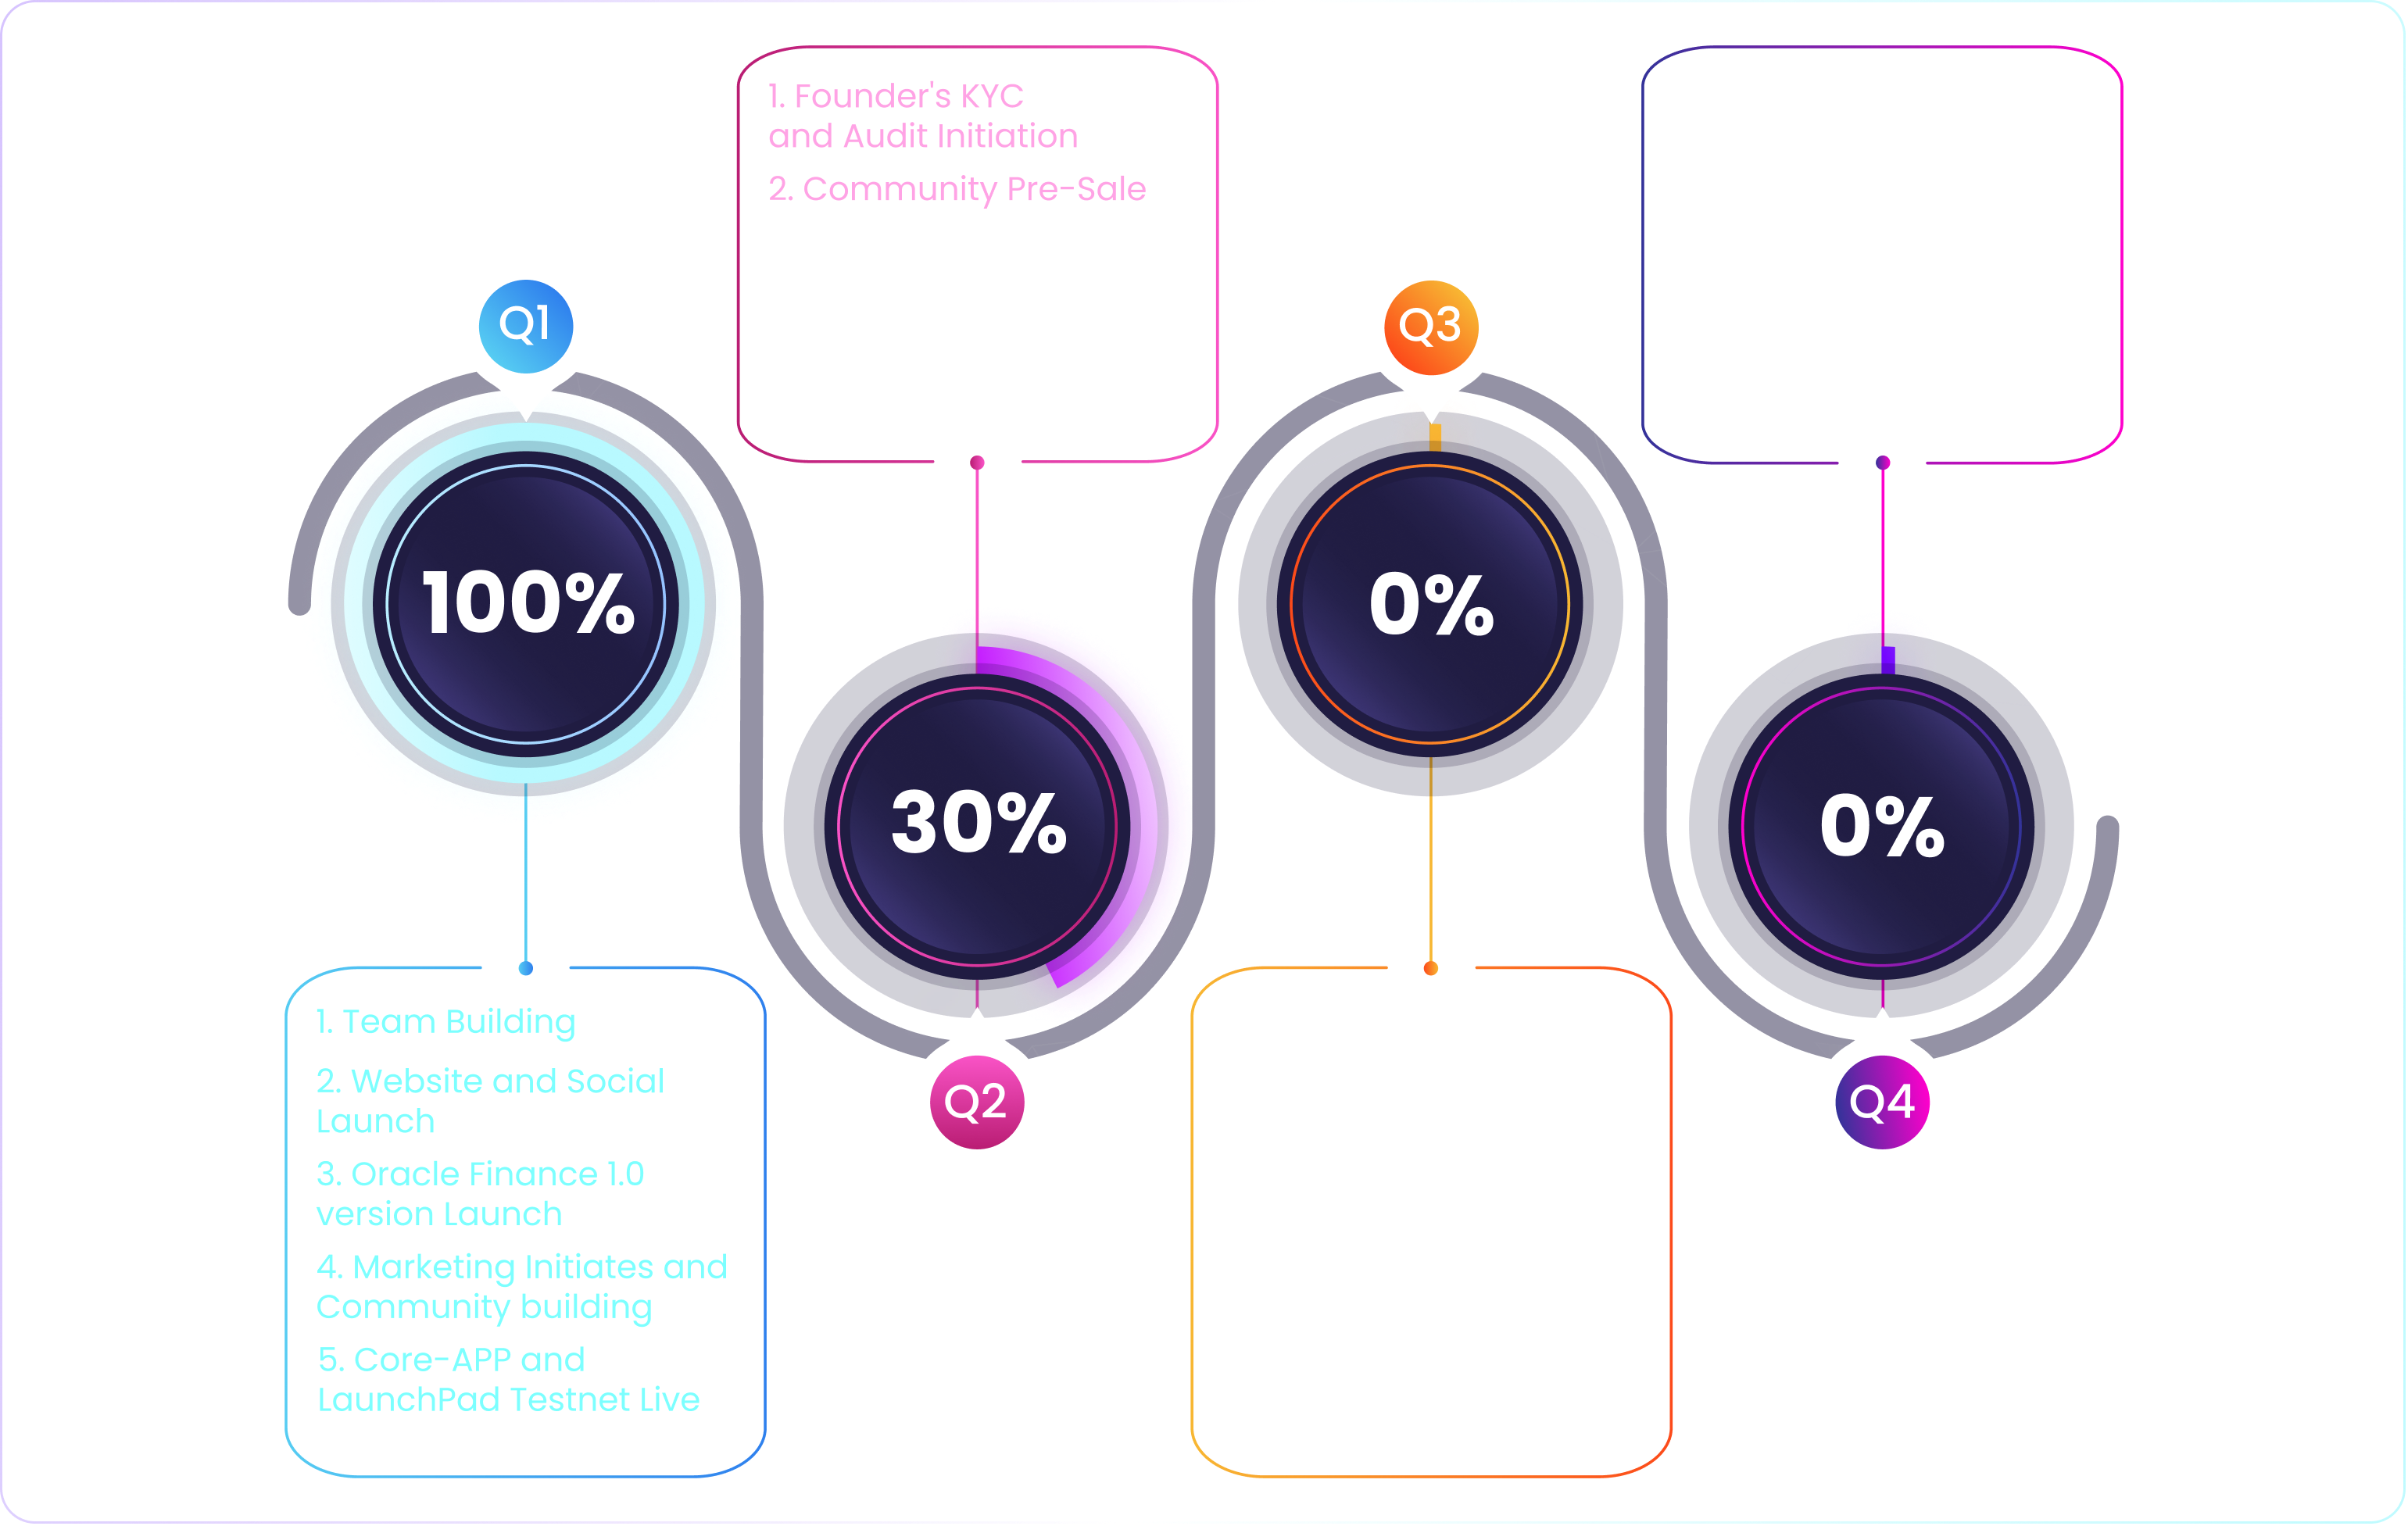 1. Founder's KYC
and Audit Initiation
2. Community Pre-Sale
Q1
Q3
100%
0%
30%
0%
1. Team Building
2. Website and Social
Launch
3. Oracle Finance 1.0
version Launch
4. Marketing Initiates and
Community building
5. Core-APP and
LaunchPad Testnet Live
Q2
Q4